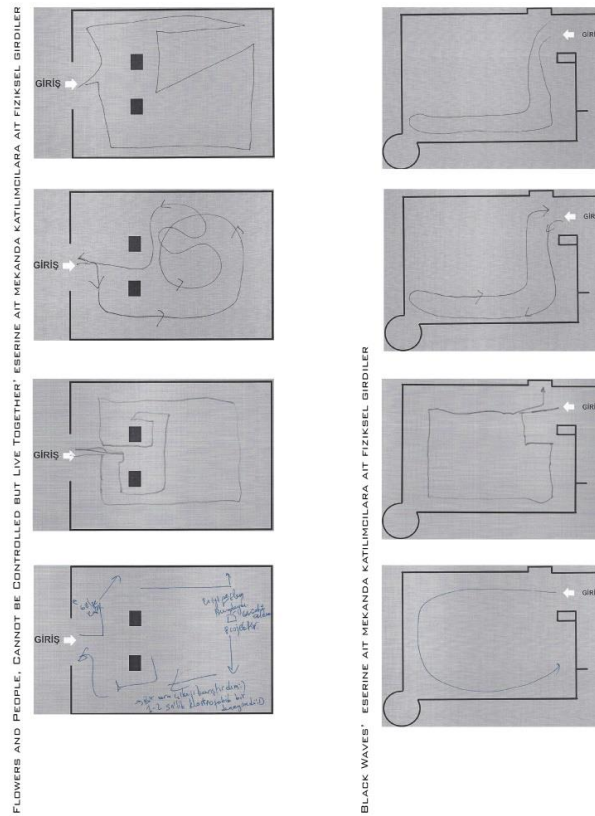 FLOWERS AND PEOPLE, CANNOT BE CONTROLLED BUT LIVE TOGETHER' ESERINE AIT MEKANDA KATILIMCILARA AIT FIZIKSEL GIRDILER
GİRİŞ
GİRİŞ
GİRİŞ
GİRİŞ
BLACK WAVES' ESERINE AIT MEKANDA KATILIMCILARA AIT FIZIKSEL GIRDILER
GİRİ
GİRİ
GİRİ
GİRİ